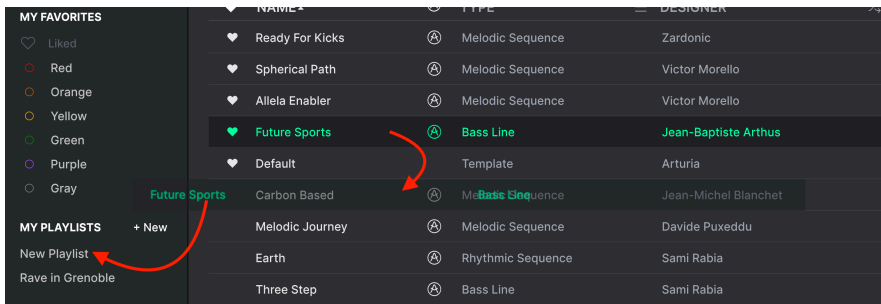 MY FAVORITES
Liked
Red
Orange
Yellow
Green
Purple
Gray
MY PLAYLISTS + New
New Playlist
Rave in Grenoble
NAME TYPE DESIGNER
Ready For Kicks Melodic Sequence Zardonic
Spherical Path Melodic Sequence Victor Morello
Allela Enabler Melodic Sequence Victor Morello
Future Sports Bass Line Jean-Baptiste Arthus
Default Template Arturia
Future Sports Bass Line
Carbon Based Melodic Sequence Jean-Michel Blanchet
Melodic Journey Melodic Sequence Davide Puxeddu
Earth Rhythmic Sequence Sami Rabia
Three Step Bass Line Sami Rabia